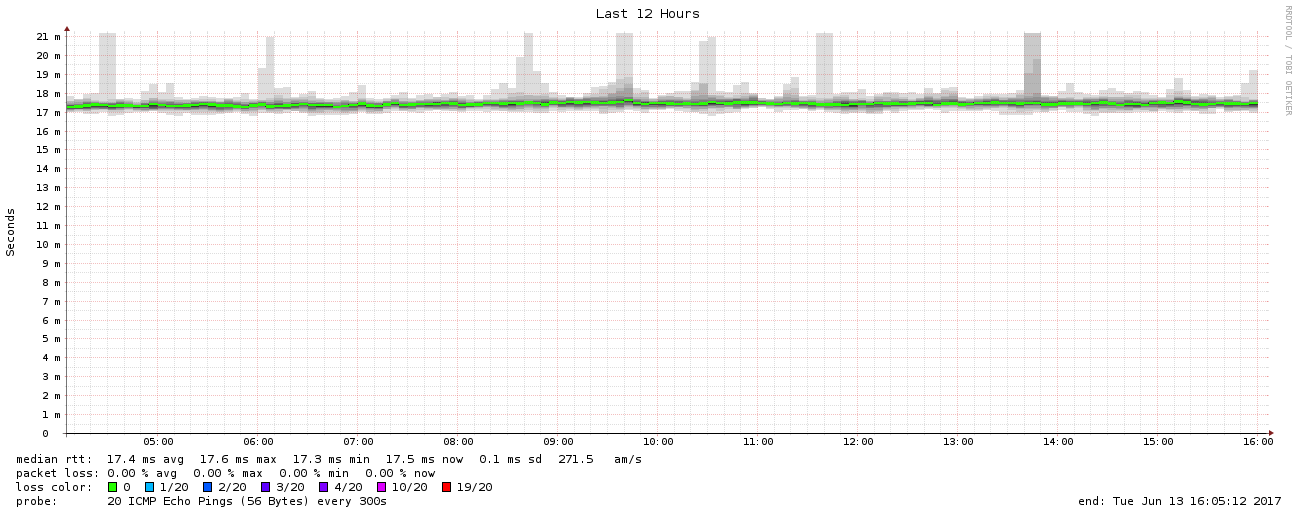 Last 12 Hours
RRDTOOL / TOBI OETIKER
Seconds
21 m
20 m
19 m
18 m
17 m
16 m
15 m
14 m
13 m
12 m
11 m
10 m
9 m
8 m
7 m
6 m
5 m
4 m
3 m
2 m
1 m
0
05:00 06:00 07:00 08:00 09:00 10:00 11:00 12:00 13:00 14:00 15:00 16:00
median rtt: 17.4 ms avg 17.6 ms max 17.3 ms min 17.5 ms now 0.1 ms sd 271.5 am/s
packet loss: 0.00 % avg 0.00 % max 0.00 % min 0.00 % now
loss color: 0 1/20 2/20 3/20 4/20 10/20 19/20
probe: 20 ICMP Echo Pings (56 Bytes) every 300s end: Tue Jun 13 16:05:12 2017